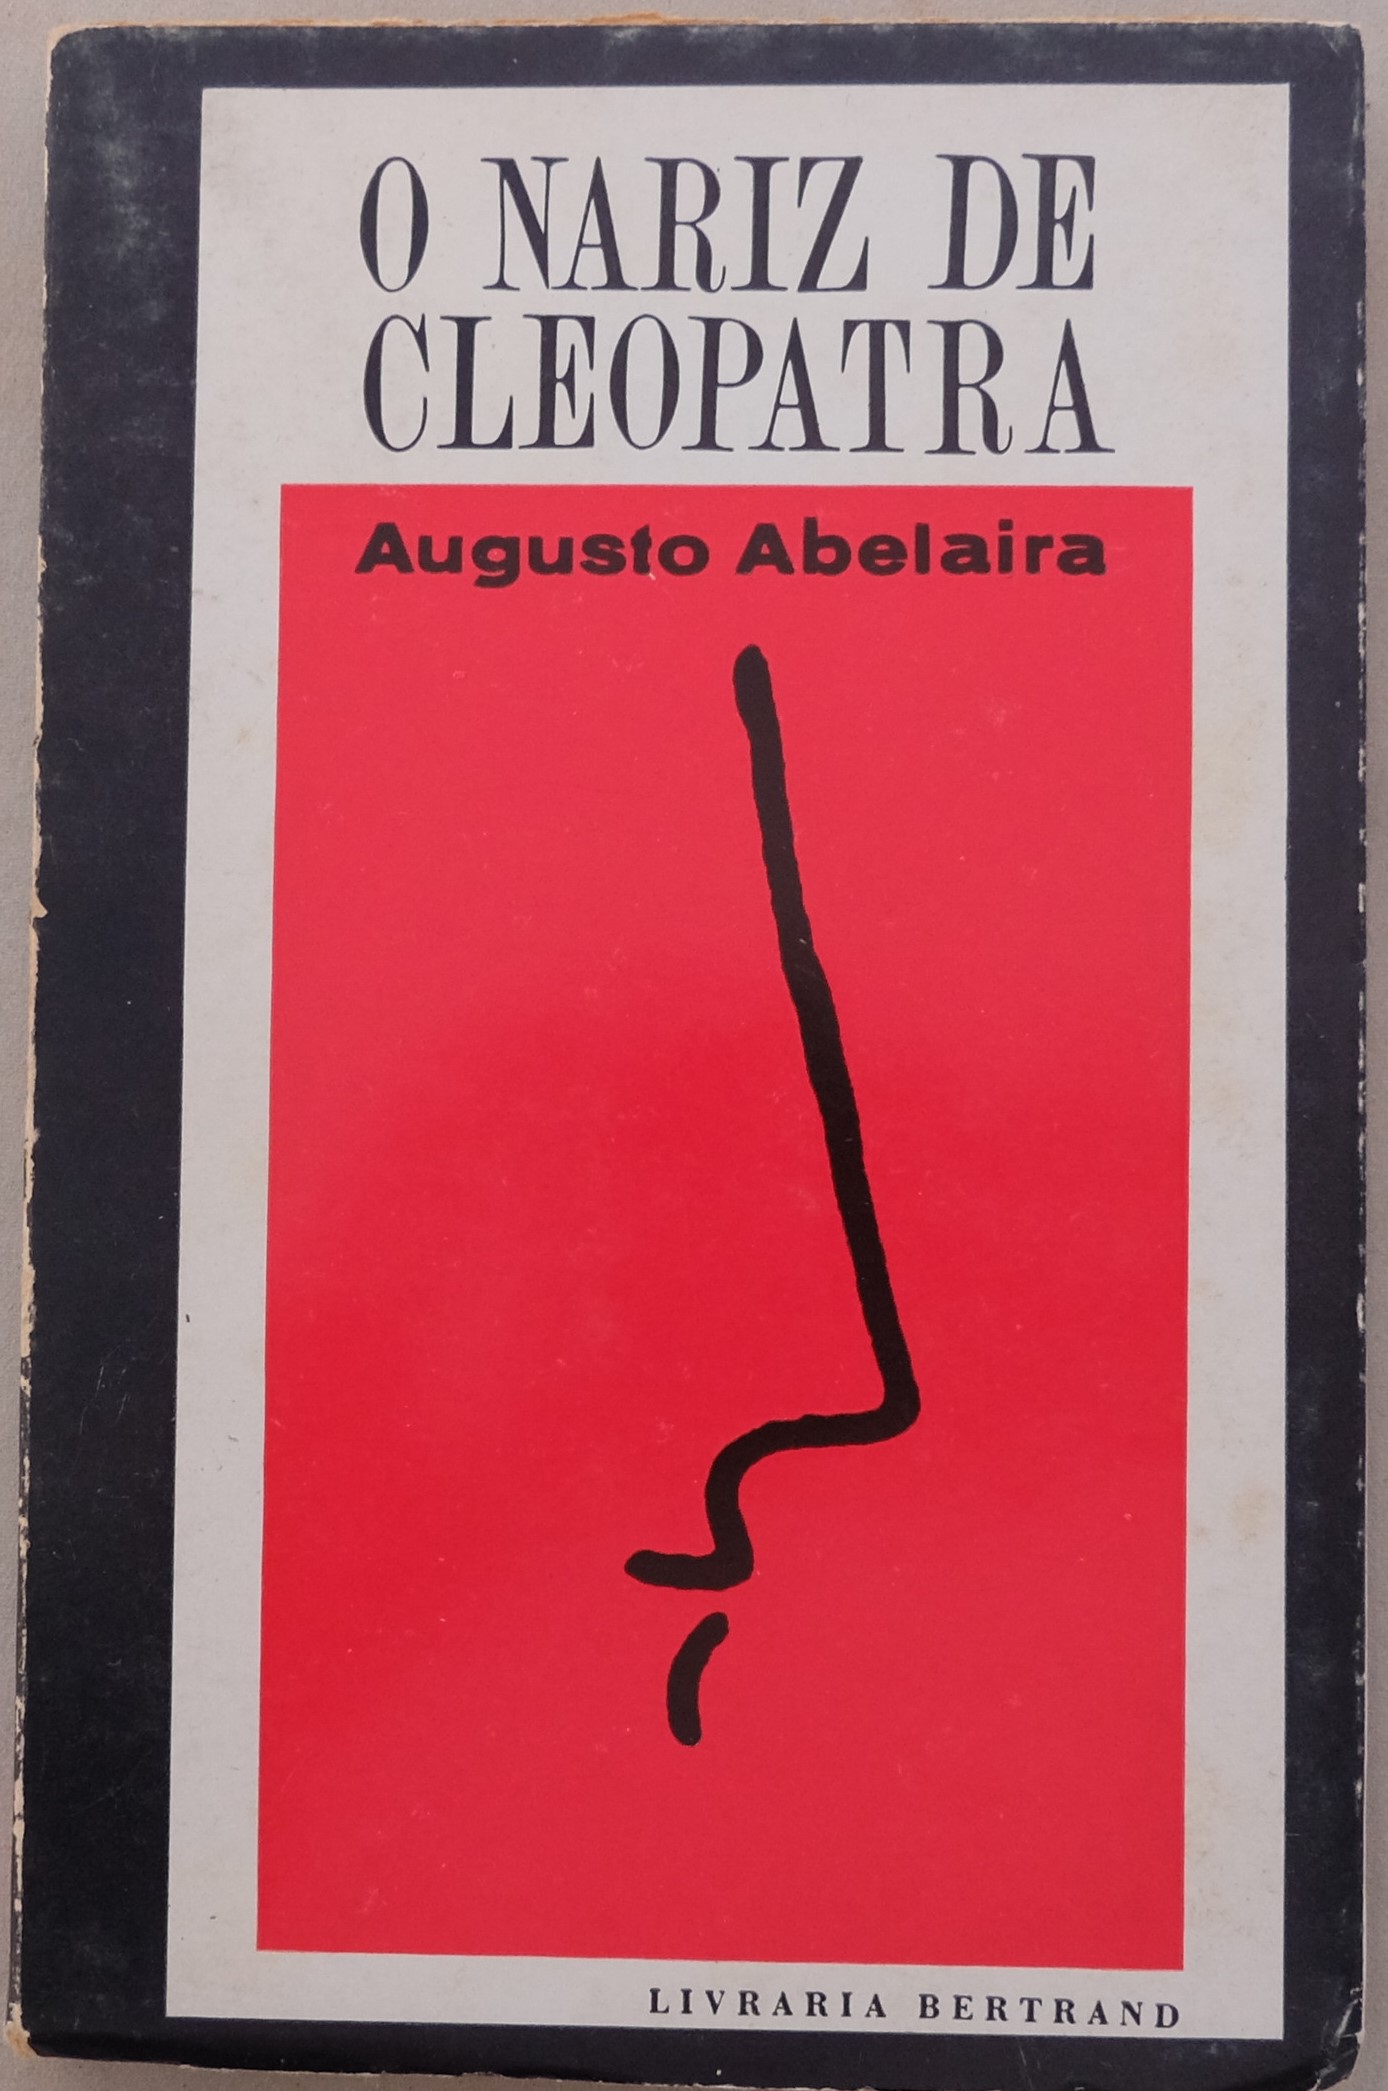 O NARIZ DE
CLEOPATRA
Augusto Abelaira
LIVRARIA BERTRAND